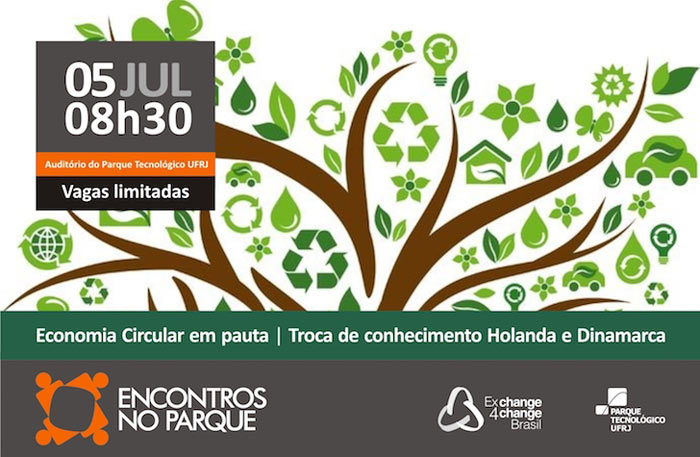 05 JUL
08h30
Auditório do Parque Tecnológico UFRJ
Vagas limitadas
Economia Circular em pauta | Troca de conhecimento Holanda e Dinamarca
ENCONTROS
NO PARQUE
Exchange
4change
Brasil
PARQUE
TECNOLÓGICO
UFRJ